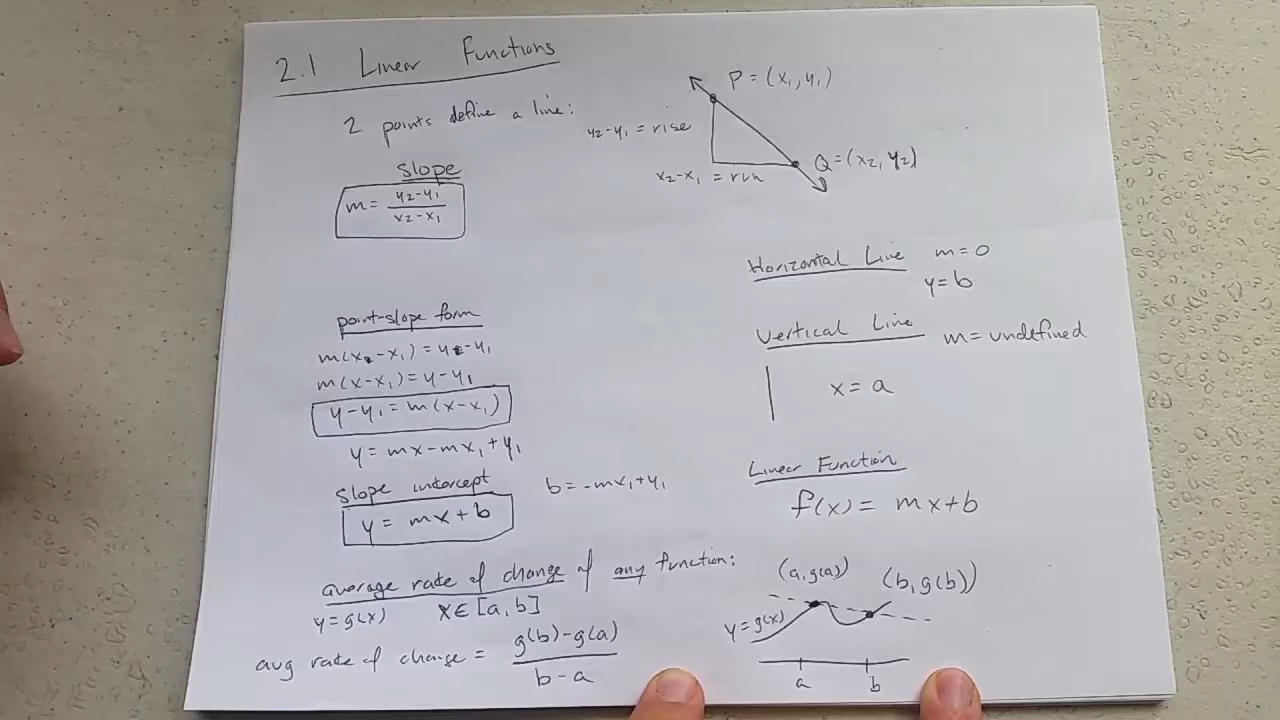 2.1 Linear Functions
2 points define a line:
P = (x₁, y₁)
y₂-y₁ = rise
Q = (x₂, y₂)
x₂-x₁ = run
slope
m = (y₂-y₁)/(x₂-x₁)
Horizontal Line m = 0
y = b
Vertical Line m = undefined
x = a
point-slope form
m(x₂-x₁) = y₂-y₁
m(x-x₁) = y-y₁
y-y₁ = m(x-x₁)
y = mx-mx₁+y₁
slope intercept b = -mx₁+y₁
y = mx+b
Linear Function
f(x) = mx+b
average rate of change of any function:
y = g(x) x ∈ [a,b]
avg rate of change = (g(b)-g(a))/(b-a)
(a, g(a)) (b, g(b))
y = g(x)
a b